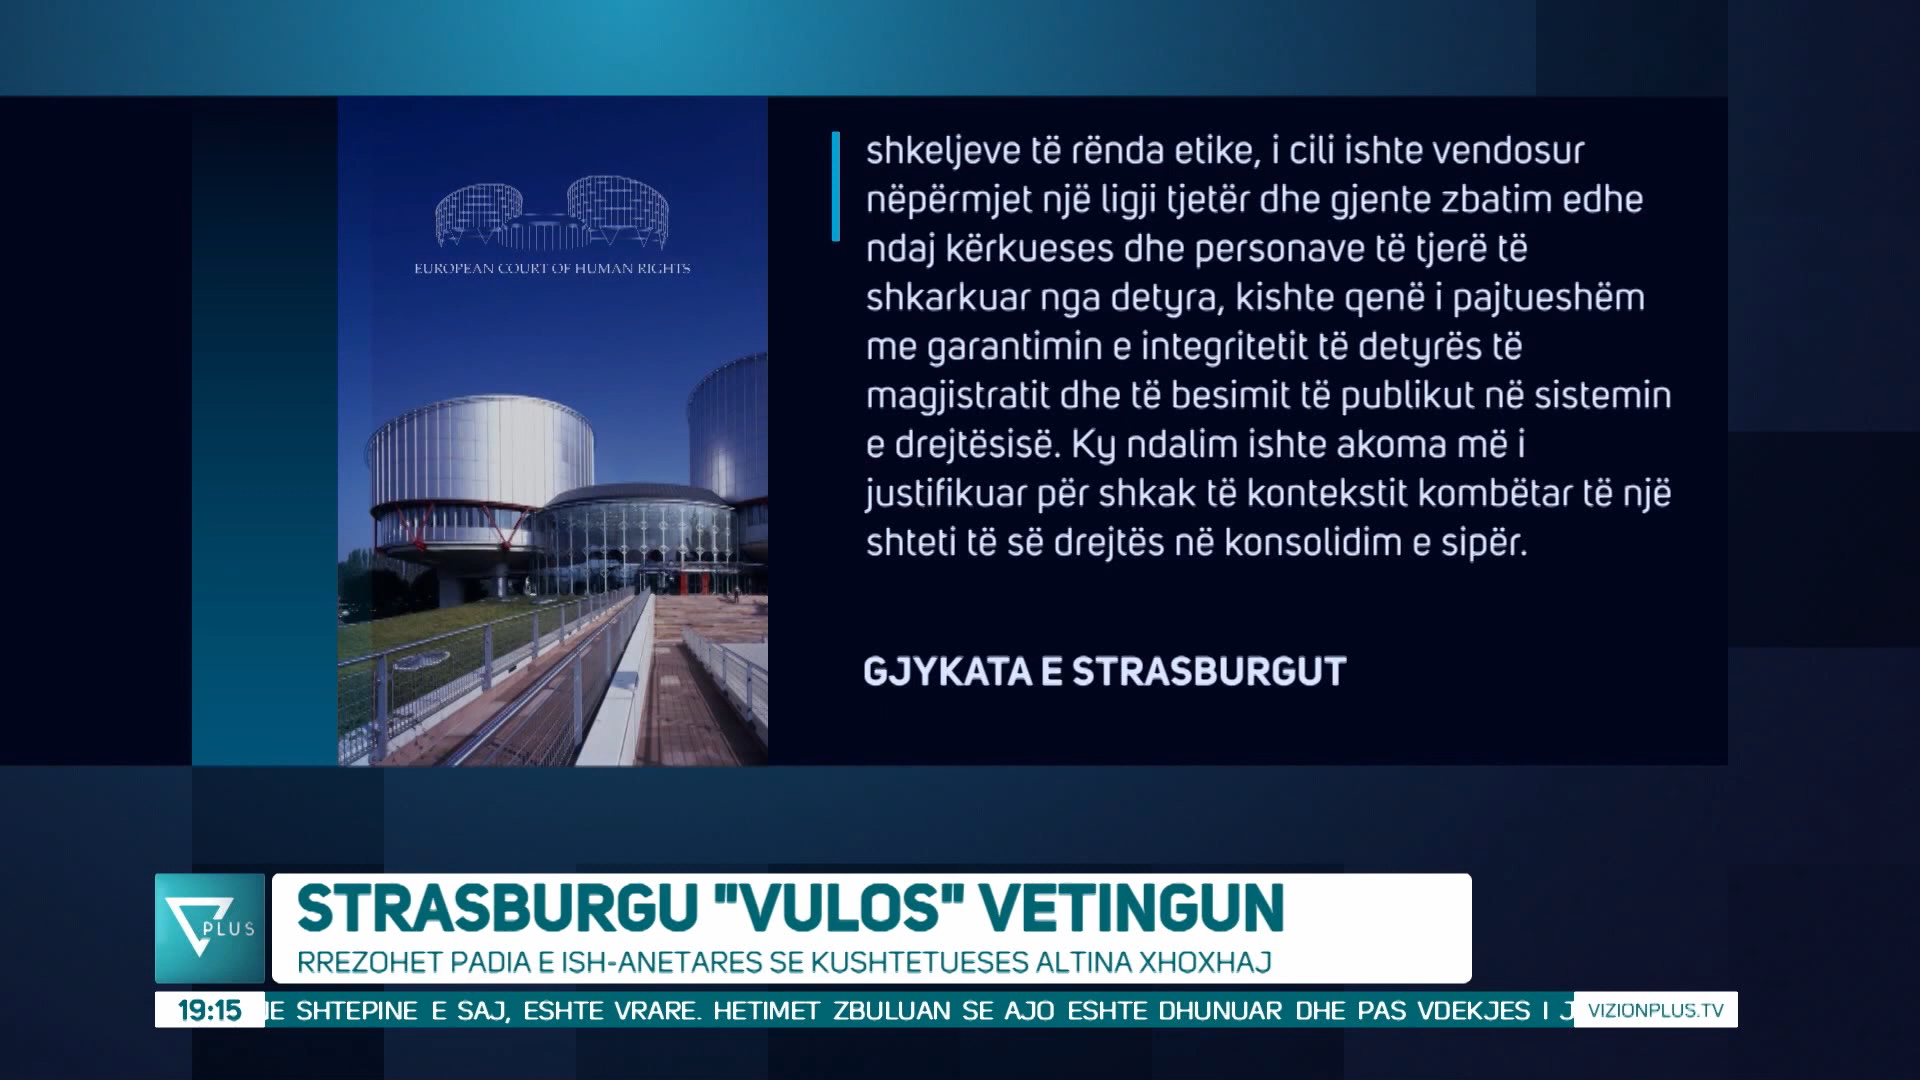 EUROPEAN COURT OF HUMAN RIGHTS
shkeljeve të rënda etike, i cili ishte vendosur
nëpërmjet një ligji tjetër dhe gjente zbatim edhe
ndaj kërkueses dhe personave të tjerë të
shkarkuar nga detyra, kishte qenë i pajtueshëm
me garantimin e integritetit të detyrës të
magjistratit dhe të besimit të publikut në sistemin
e drejtësisë. Ky ndalim ishte akoma më i
justifikuar për shkak të kontekstit kombëtar të një
shteti të së drejtës në konsolidim e sipër.
GJYKATA E STRASBURGUT
PLUS
STRASBURGU "VULOS" VETINGUN
RREZOHET PADIA E ISH-ANETARES SE KUSHTETUESES ALTINA XHOXHAJ
19:15
SHTEPINE E SAJ, ESHTE VRARE. HETIMET ZBULUAN SE AJO ESHTE DHUNUAR DHE PAS VDEKJES I
VIZIONPLUS.TV